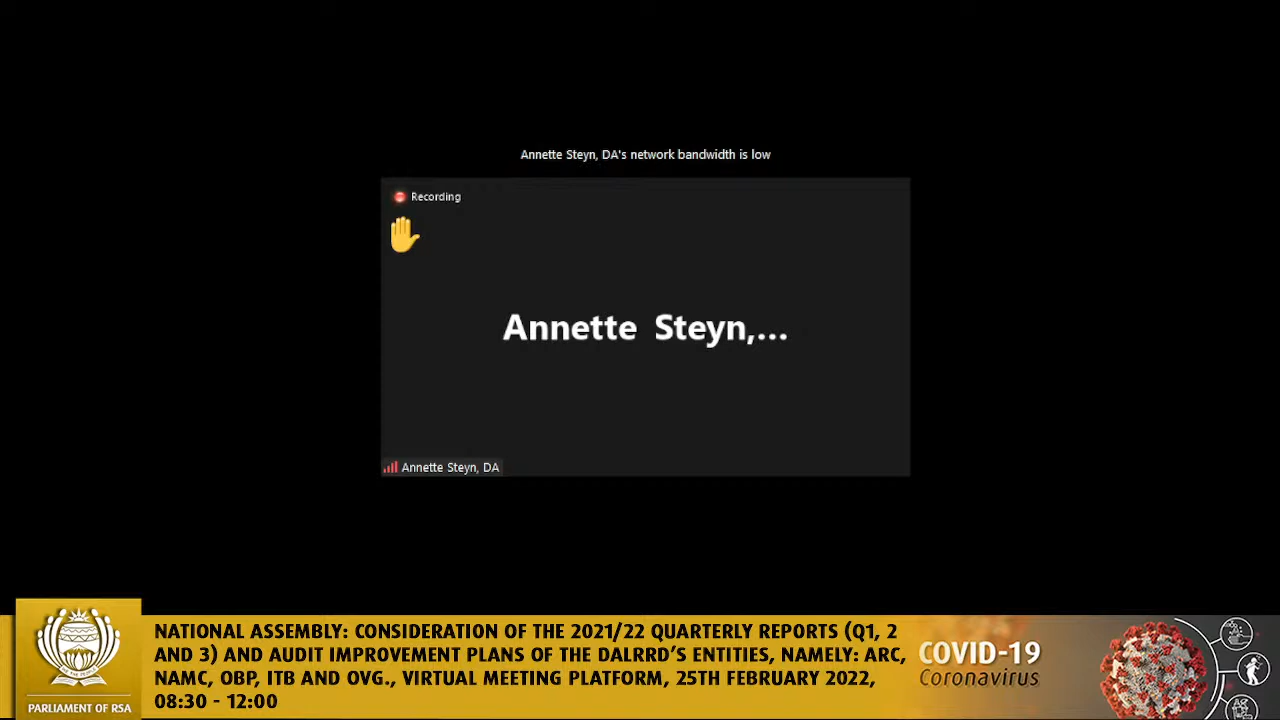 Annette Steyn, DA's network bandwidth is low
Recording
Annette Steyn,...
Annette Steyn, DA
NATIONAL ASSEMBLY: CONSIDERATION OF THE 2021/22 QUARTERLY REPORTS (Q1, 2
AND 3) AND AUDIT IMPROVEMENT PLANS OF THE DALRRD'S ENTITIES, NAMELY: ARC,
NAMC, OBP, ITB AND OVG., VIRTUAL MEETING PLATFORM, 25TH FEBRUARY 2022,
08:30 - 12:00
PARLIAMENT OF RSA
COVID-19
Coronavirus